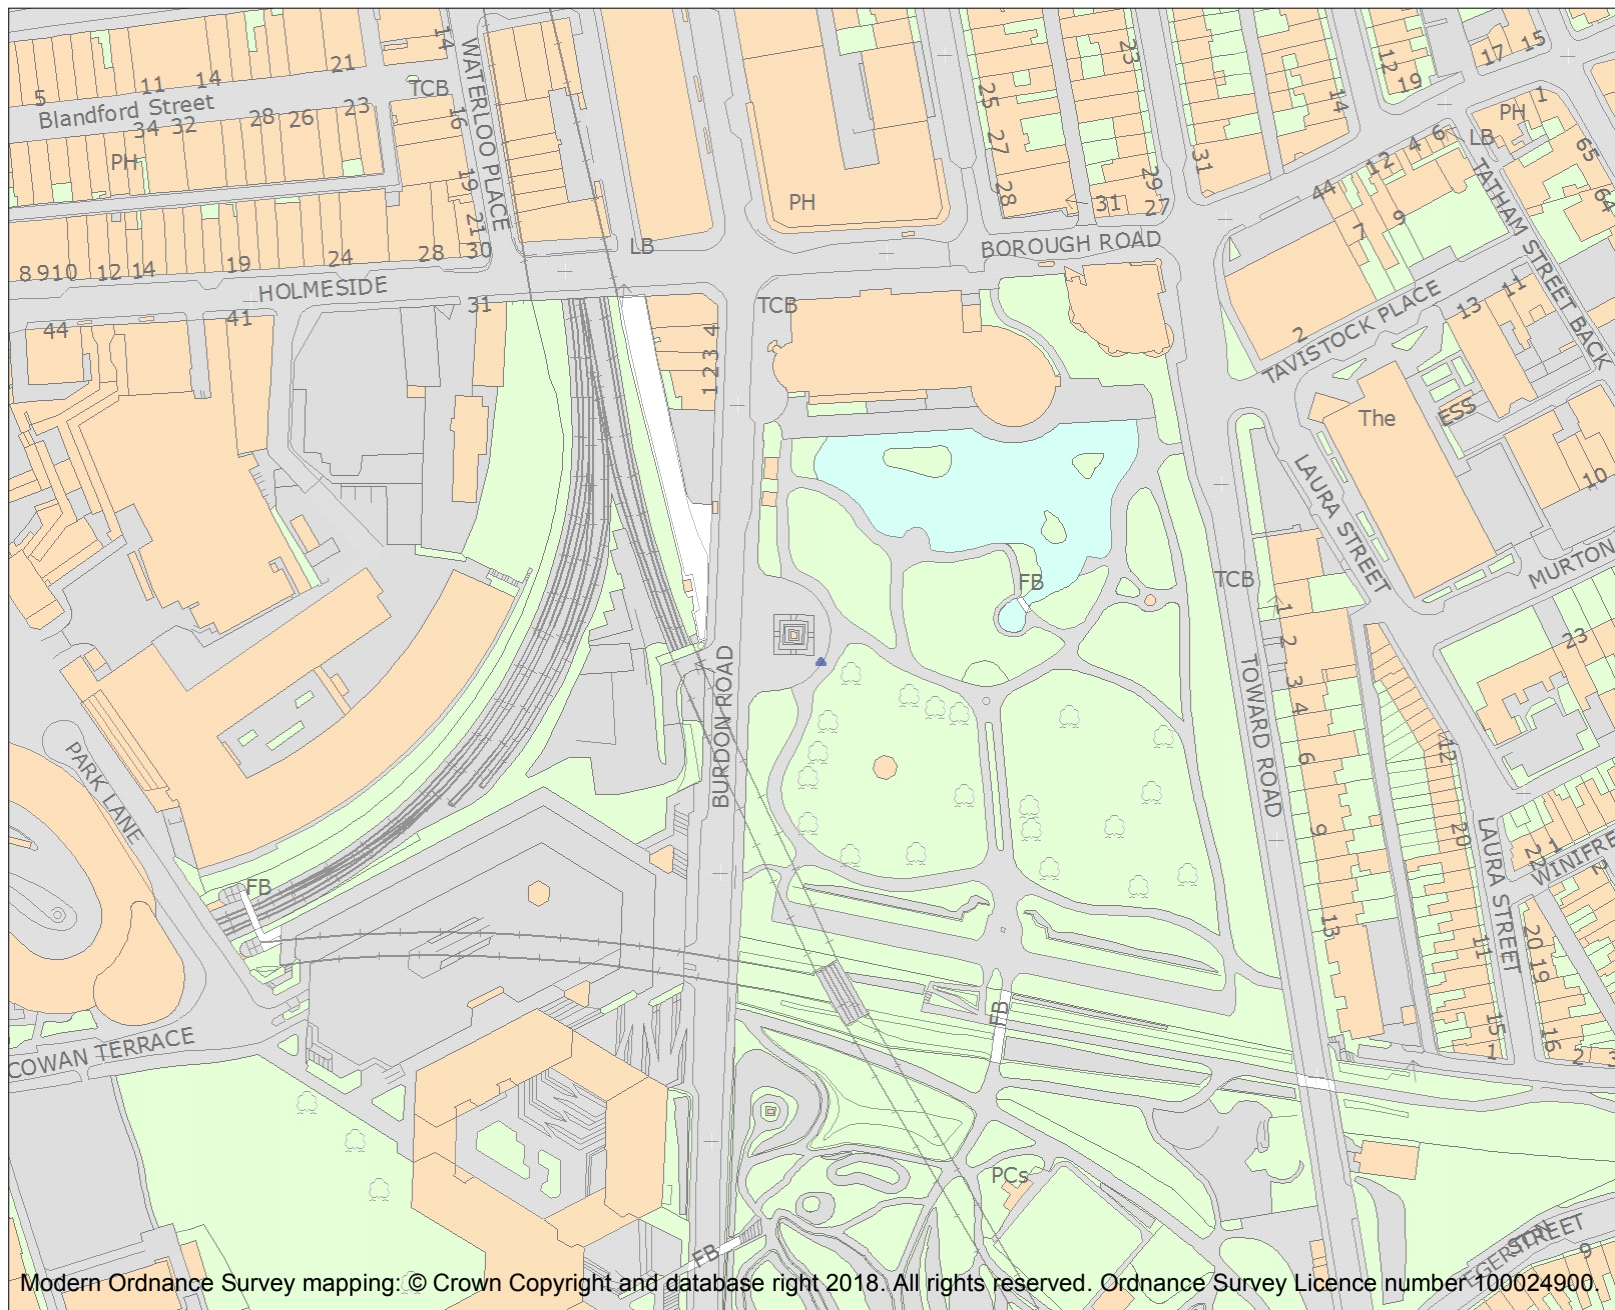 14
WATERLOO PLACE
5
11
14
21
TCB
Blandford Street
34 32
28 26
23
16
PH
19
21
8 9 10
12 14
19
24
28 30
LB
HOLMESIDE
31
44
41
PH
25
27
28
23
31
29
27
31
BOROUGH ROAD
TCB
14
12
19
17 15
PH
1
LB
65
64
44
12
4 6
7
9
TATHAM STREET BACK
TAVISTOCK PLACE
2
13
11
1 2 3 4
The
ESS
10
LAURA STREET
MURTON
FB
TCB
1
2
3
4
6
9
13
TOWARD ROAD
23
12
20
11
15
1
LAURA STREET
22
1
WINIFRE
2
20
19
16
2
3
BURDON ROAD
PARK LANE
FB
COWAN TERRACE
FB
PCs
FB
EGERTON
STREET
9
Modern Ordnance Survey mapping: © Crown Copyright and database right 2018. All rights reserved. Ordnance Survey Licence number 100024900.